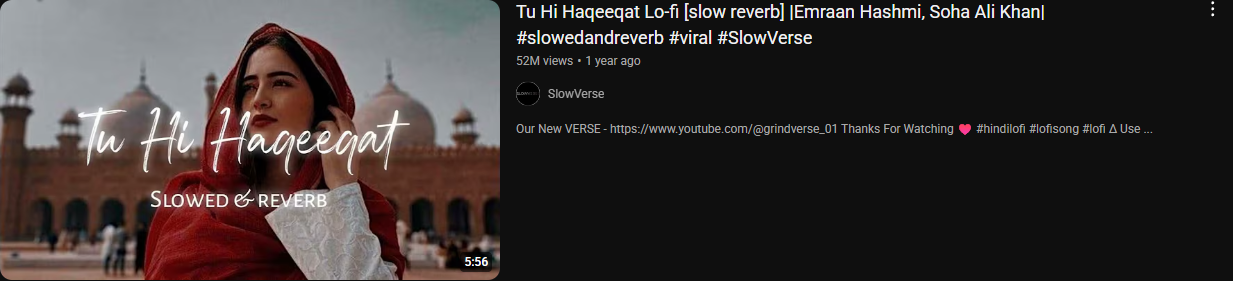 Tu Hi Haqeeqat
SLOWED & REVERB
5:56
Tu Hi Haqeeqat Lo-fi [slow reverb] |Emraan Hashmi, Soha Ali Khan|
#slowedandreverb #viral #SlowVerse
52M views • 1 year ago
SlowVerse
Our New VERSE - https://www.youtube.com/@grindverse_01 Thanks For Watching ♥ #hindilofi #lofisong #lofi Δ Use ...